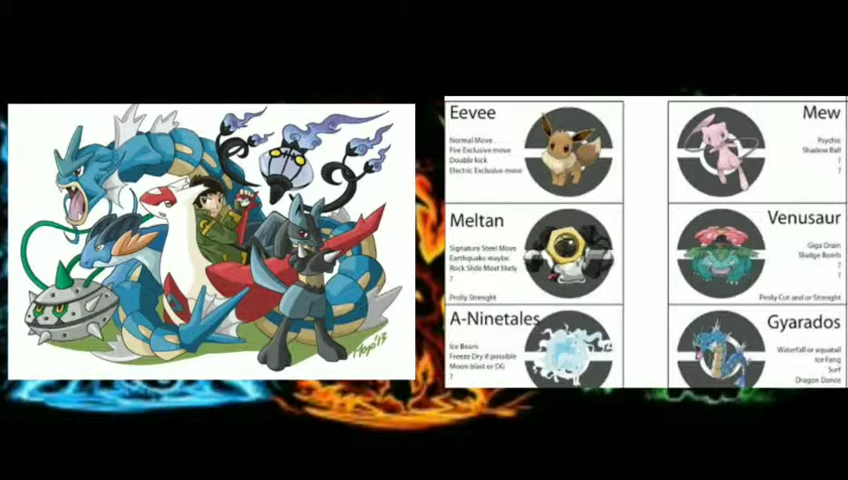 Eevee
Normal Move
Fire Exclusive move
Double kick
Electric Exclusive move
Mew
Psychic
Shadow Ball
?
?
Meltan
Signature Steel Move
Earthquake maybe
Rock Slide Most likely
?
Prolly Strenght
Venusaur
Giga Drain
Sludge Bomb
?
?
Prolly Cut and or Strenght
A-Ninetales
Ice Beam
Freeze Dry if possible
Moon blast or DG
?
Gyarados
Waterfall or aquatail
Ice Fang
Surf
Dragon Dance